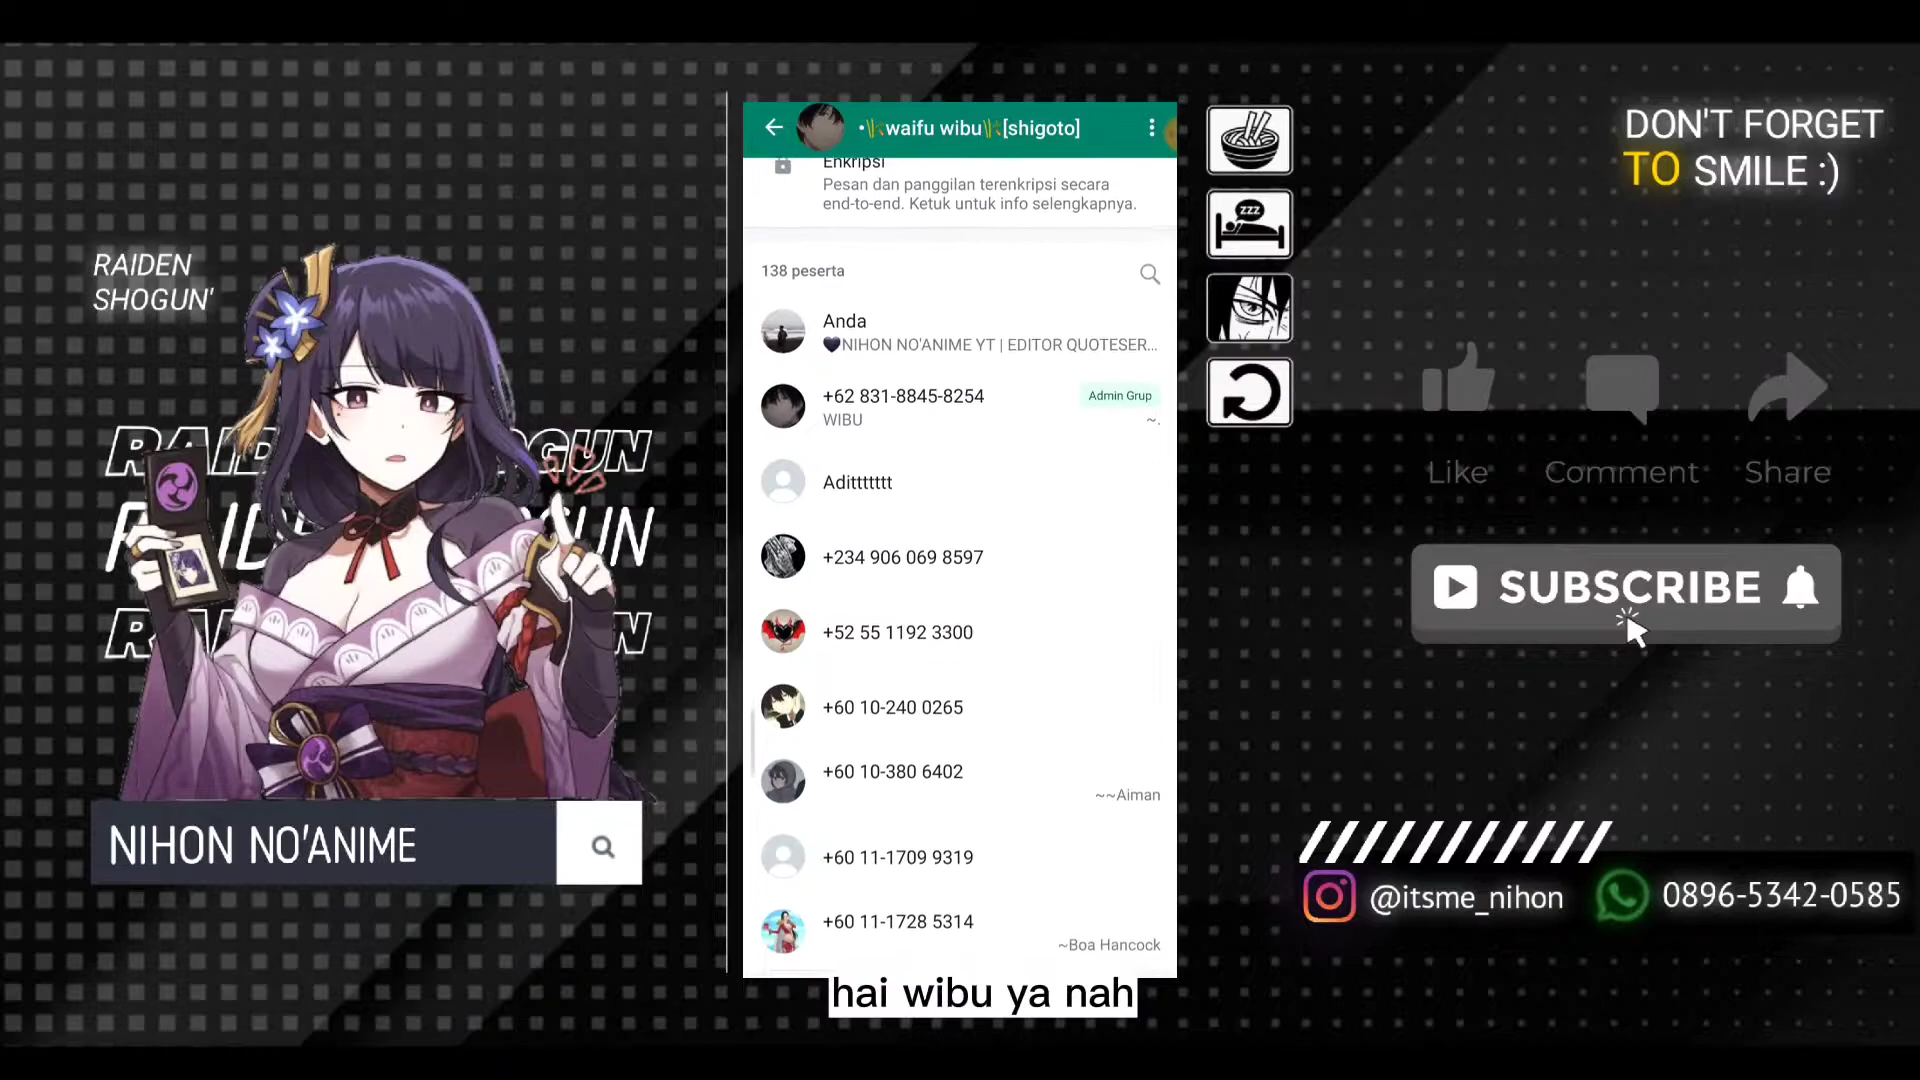 RAIDEN
SHOGUN'
NIHON NO'ANIME
•waifu wibu[shigoto]
Enkripsi
Pesan dan panggilan terenkripsi secara
end-to-end. Ketuk untuk info selengkapnya.
138 peserta
Anda
NIHON NO'ANIME YT | EDITOR QUOTESER...
+62 831-8845-8254
Admin Grup
WIBU
~.
Adittttttt
+234 906 069 8597
+52 55 1192 3300
+60 10-240 0265
+60 10-380 6402
~~Aiman
+60 11-1709 9319
+60 11-1728 5314
~Boa Hancock
hai wibu ya nah
zzz
DON'T FORGET
TO SMILE :)
Like Comment Share
SUBSCRIBE
@itsme_nihon 0896-5342-0585